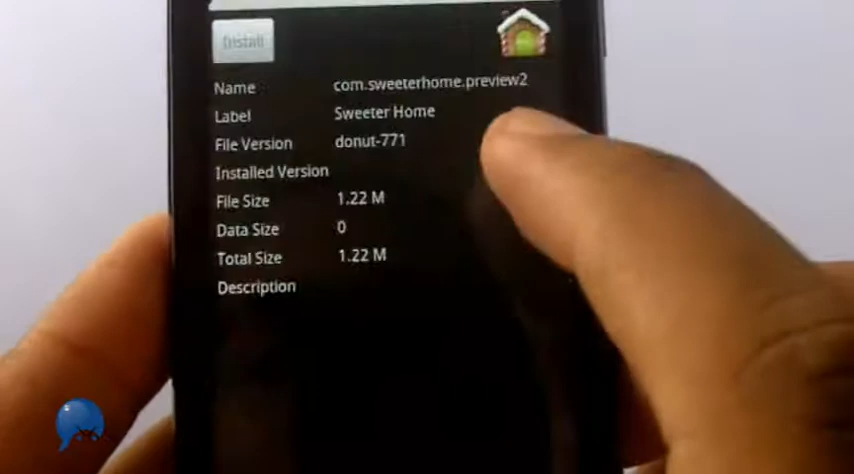 Install
Name com.sweeterhome.preview2
Label Sweeter Home
File Version donut-771
Installed Version
File Size 1.22 M
Data Size 0
Total Size 1.22 M
Description